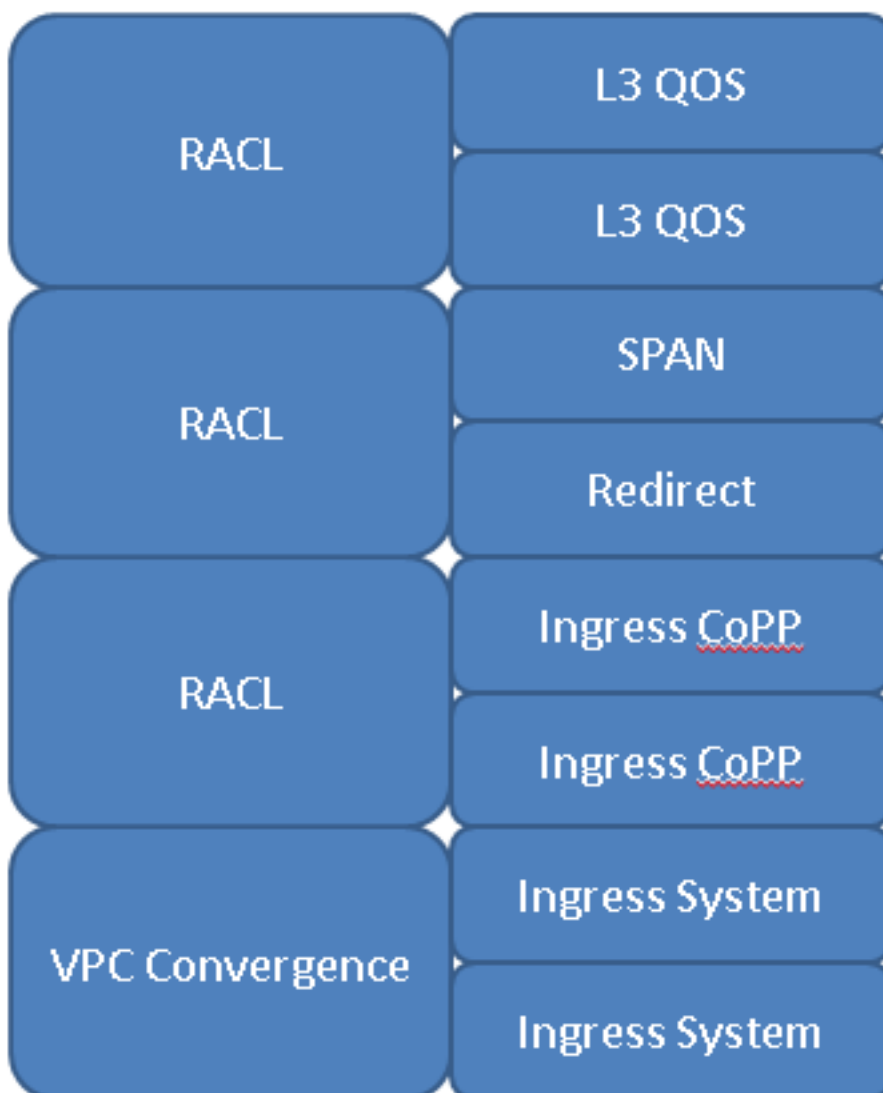 RACL
L3 QOS
L3 QOS
RACL
SPAN
Redirect
RACL
Ingress CoPP
Ingress CoPP
VPC Convergence
Ingress System
Ingress System